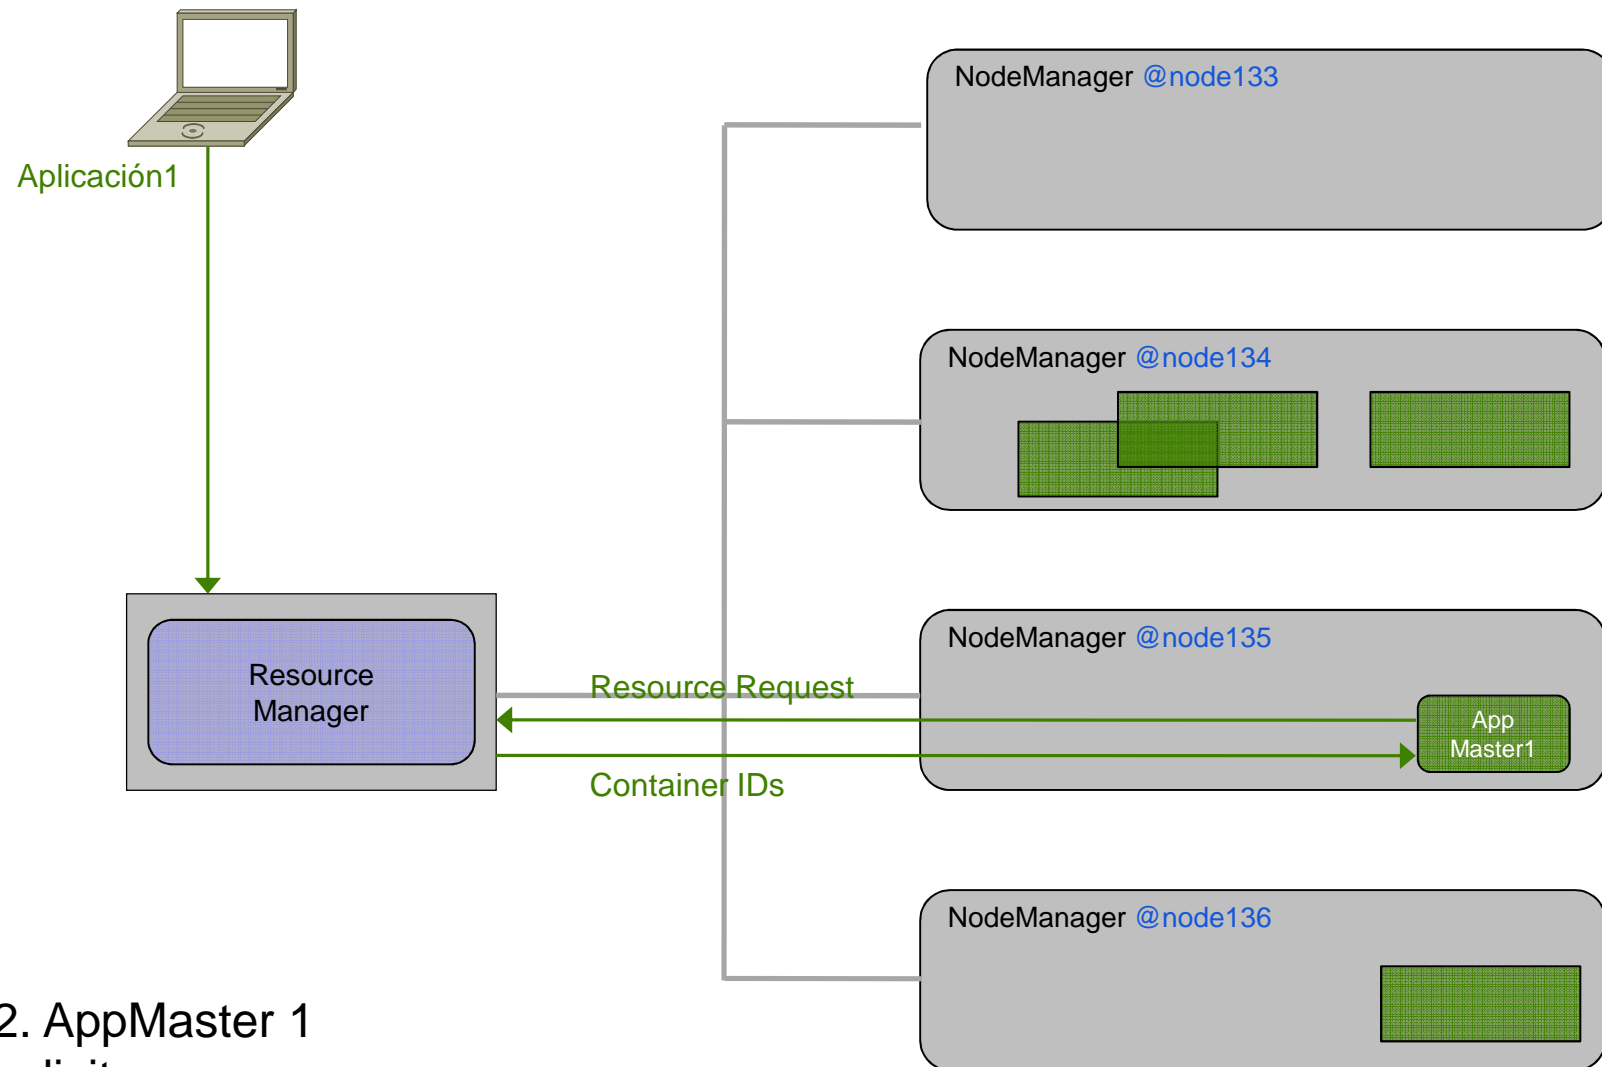 NodeManager @node133
Aplicación1
NodeManager @node134
NodeManager @node135
Resource
Manager
Resource Request
App
Master1
Container IDs
NodeManager @node136
2. AppMaster 1